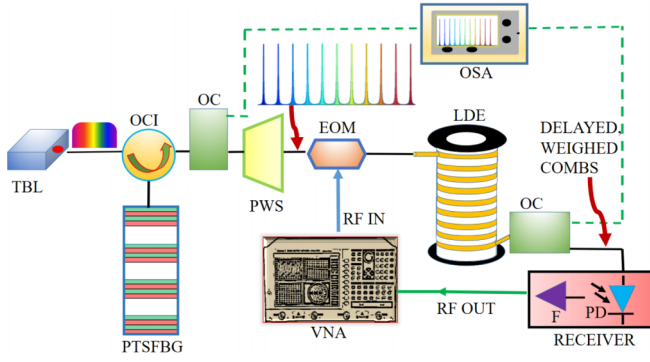 OSA
OC
OCI
EOM
LDE
DELAYED,
WEIGHED
COMBS
TBL
PWS
OC
RF IN
RF OUT
F
PD
VNA
RECEIVER
PTSFBG